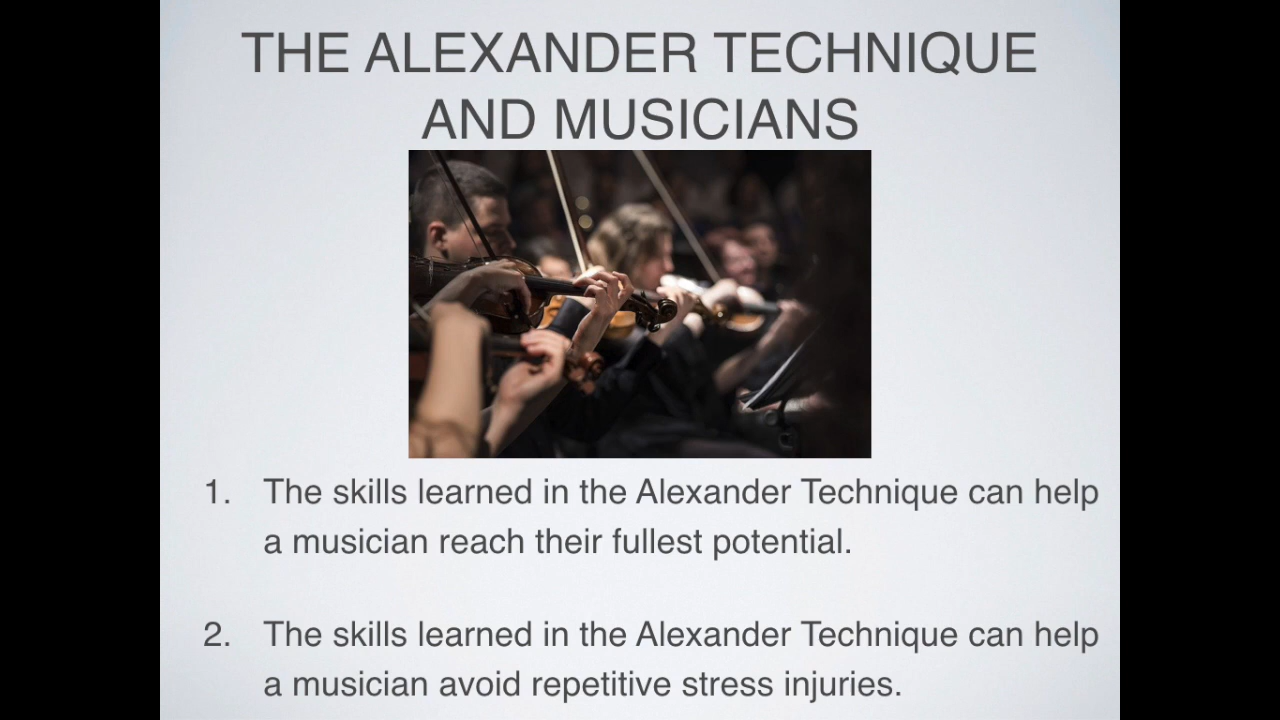 THE ALEXANDER TECHNIQUE
AND MUSICIANS
1. The skills learned in the Alexander Technique can help
a musician reach their fullest potential.
2. The skills learned in the Alexander Technique can help
a musician avoid repetitive stress injuries.